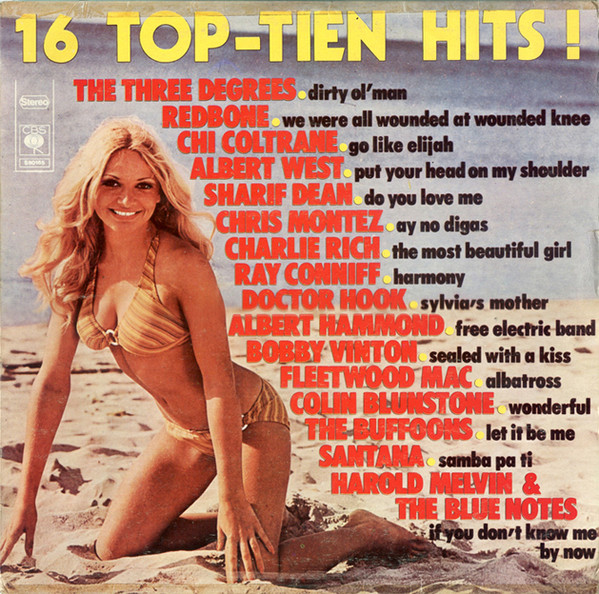 16 TOP-TIEN HITS!
Stereo
CBS
THE THREE DEGREES.dirty ol'man
REDBONE.we were all wounded at wounded knee
CHI COLTRANE.go like elijah
ALBERT WEST.put your head on my shoulder
SHARIF DEAN.do you love me
CHRIS MONTEZ.ay no digas
CHARLIE RICH.the most beautiful girl
RAY CONNIFF.harmony
DOCTOR HOOK.sylvia's mother
ALBERT HAMMOND.free electric band
BOBBY VINTON.sealed with a kiss
FLEETWOOD MAC.albatross
COLIN BLUNSTONE.wonderful
THE BUFFOONS.let it be me
SANTANA.samba pa ti
HAROLD MELVIN &
THE BLUE NOTES
if you don't know me
by now